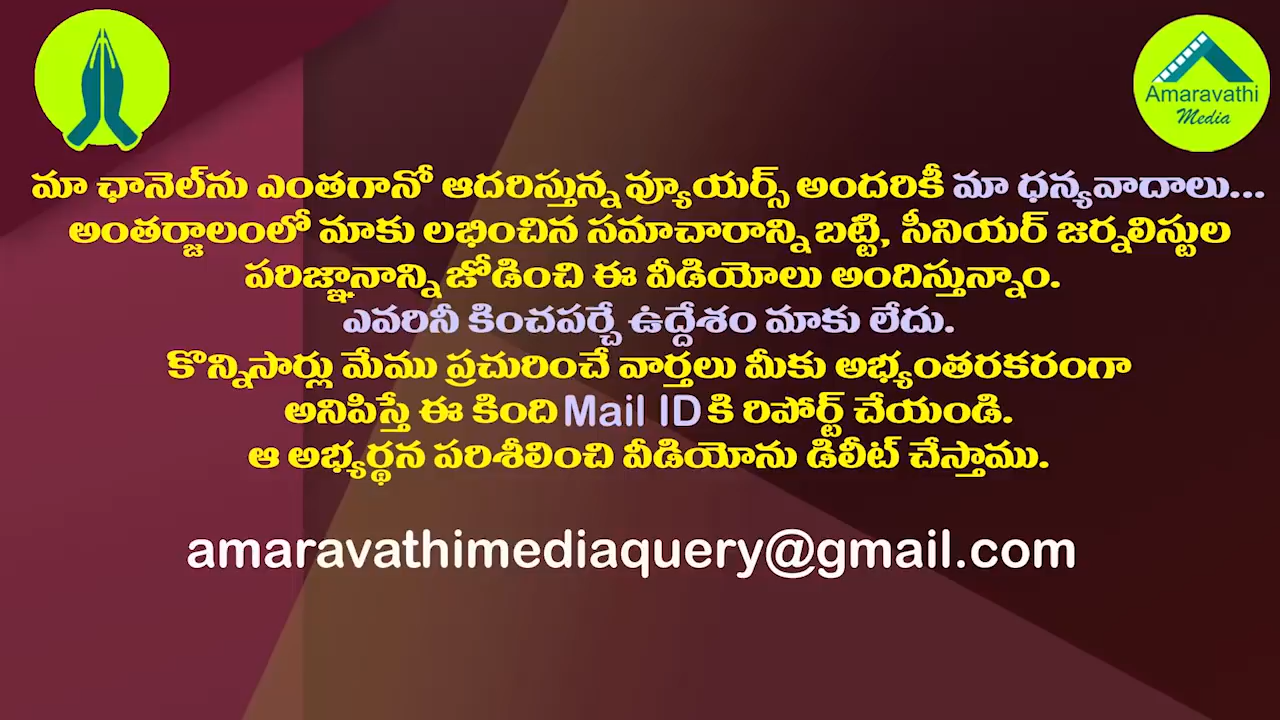 Amaravathi
Media
మా ఛానెల్‌ను ఎంతగానో ఆదరిస్తున్న వ్యూయర్స్ అందరికీ మా ధన్యవాదాలు...
అంతర్జాలంలో మాకు లభించిన సమాచారాన్ని బట్టి, సీనియర్ జర్నలిస్టుల
పరిజ్ఞానాన్ని జోడించి ఈ వీడియోలు అందిస్తున్నాం.
ఎవరినీ కించపర్చే ఉద్దేశం మాకు లేదు.
కొన్నిసార్లు మేము ప్రచురించే వార్తలు మీకు అభ్యంతరకరంగా
అనిపిస్తే ఈ కింది Mail ID కి రిపోర్ట్ చేయండి.
ఆ అభ్యర్థన పరిశీలించి వీడియోను డిలీట్ చేస్తాము.
amaravathimediaquery@gmail.com